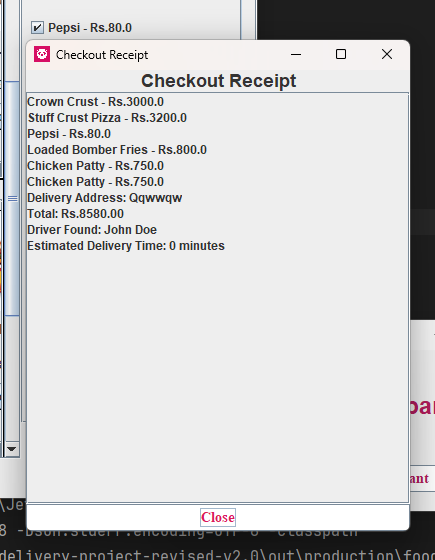 Pepsi - Rs.80.0
Checkout Receipt
Checkout Receipt
Crown Crust - Rs.3000.0
Stuff Crust Pizza - Rs.3200.0
Pepsi - Rs.80.0
Loaded Bomber Fries - Rs.800.0
Chicken Patty - Rs.750.0
Chicken Patty - Rs.750.0
Delivery Address: Qqwwqw
Total: Rs.8580.00
Driver Found: John Doe
Estimated Delivery Time: 0 minutes
Close
delivery-project-revised-v2.0\out\production\food